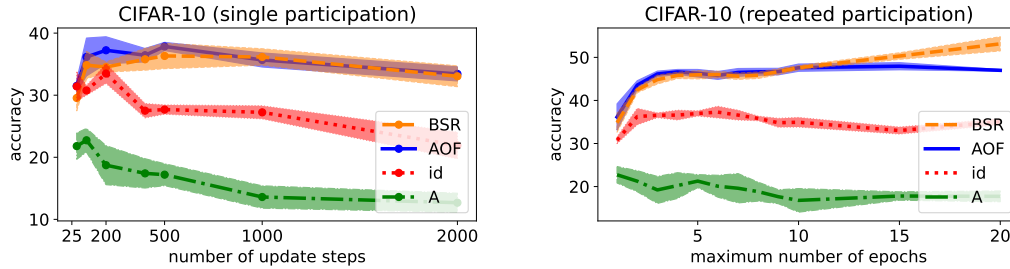 CIFAR-10 (single participation)
40
30
20
10
accuracy
BSR
AOF
id
A
25 200 500 1000 2000
number of update steps
CIFAR-10 (repeated participation)
50
40
30
20
accuracy
BSR
AOF
id
A
5 10 15 20
maximum number of epochs